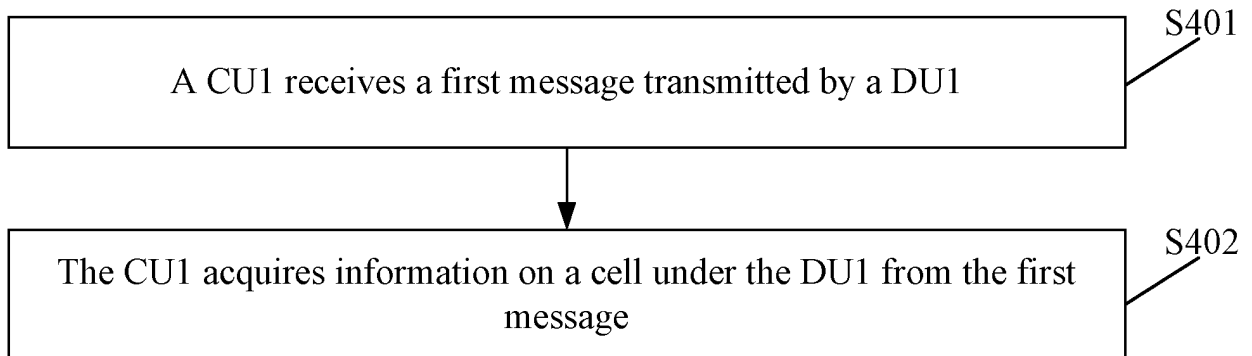 S401
A CU1 receives a first message transmitted by a DU1
S402
The CU1 acquires information on a cell under the DU1 from the first
message